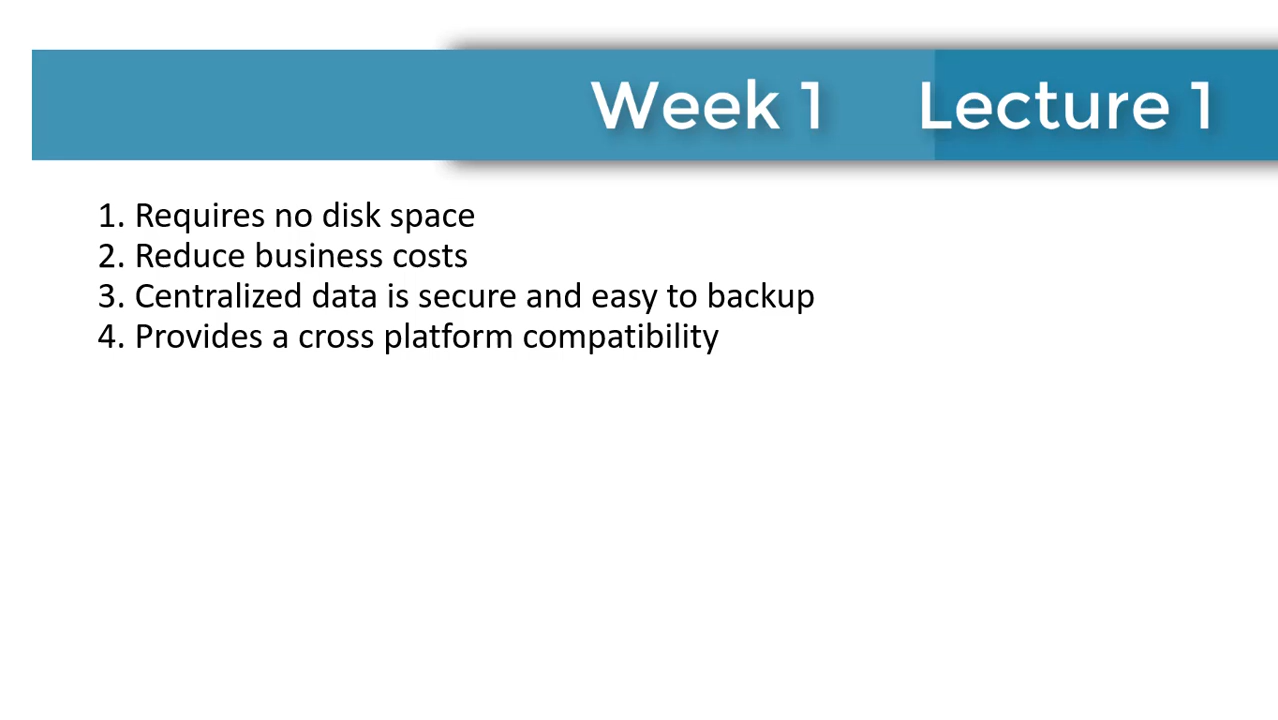 Week 1 Lecture 1
1. Requires no disk space
2. Reduce business costs
3. Centralized data is secure and easy to backup
4. Provides a cross platform compatibility